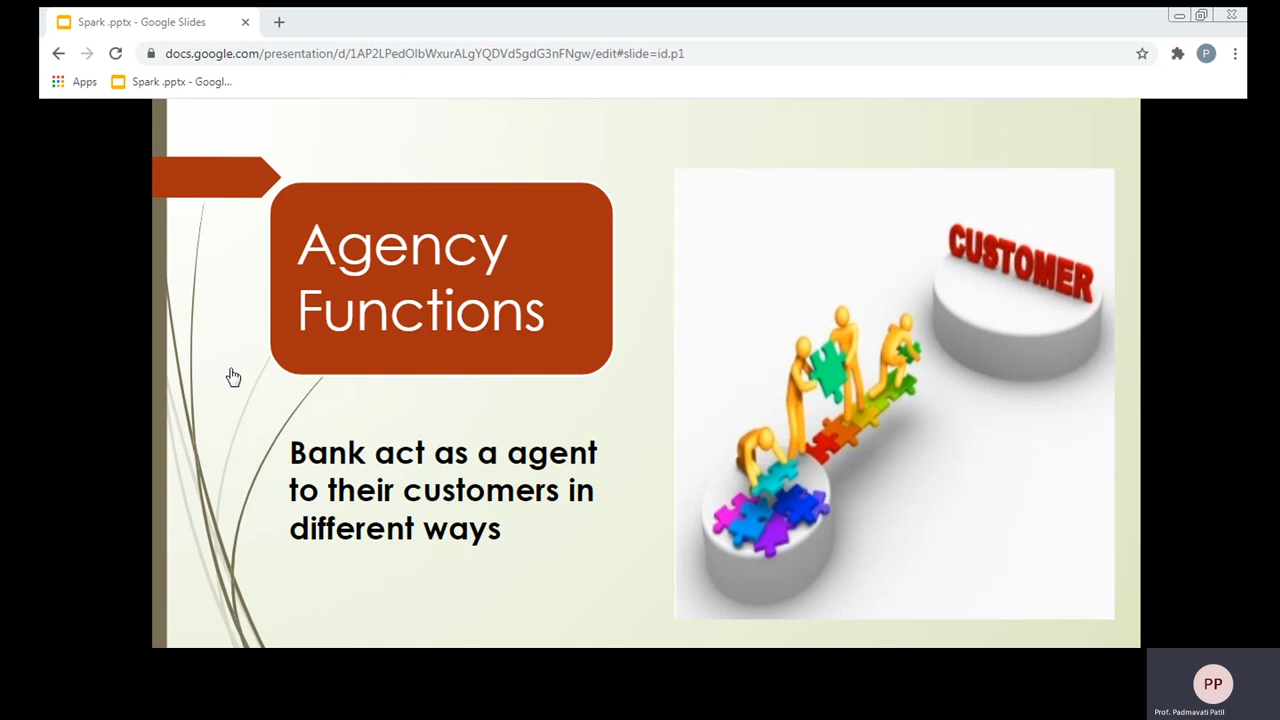 Spark .pptx - Google Slides
docs.google.com/presentation/d/1AP2LPedOlbWxurALgYQDVd5gdG3nFNgw/edit#slide=id.p1
P
Apps
Spark .pptx - Googl...
Agency
Functions
CUSTOMER
Bank act as a agent
to their customers in
different ways
PP
Prof. Padmavati Patil